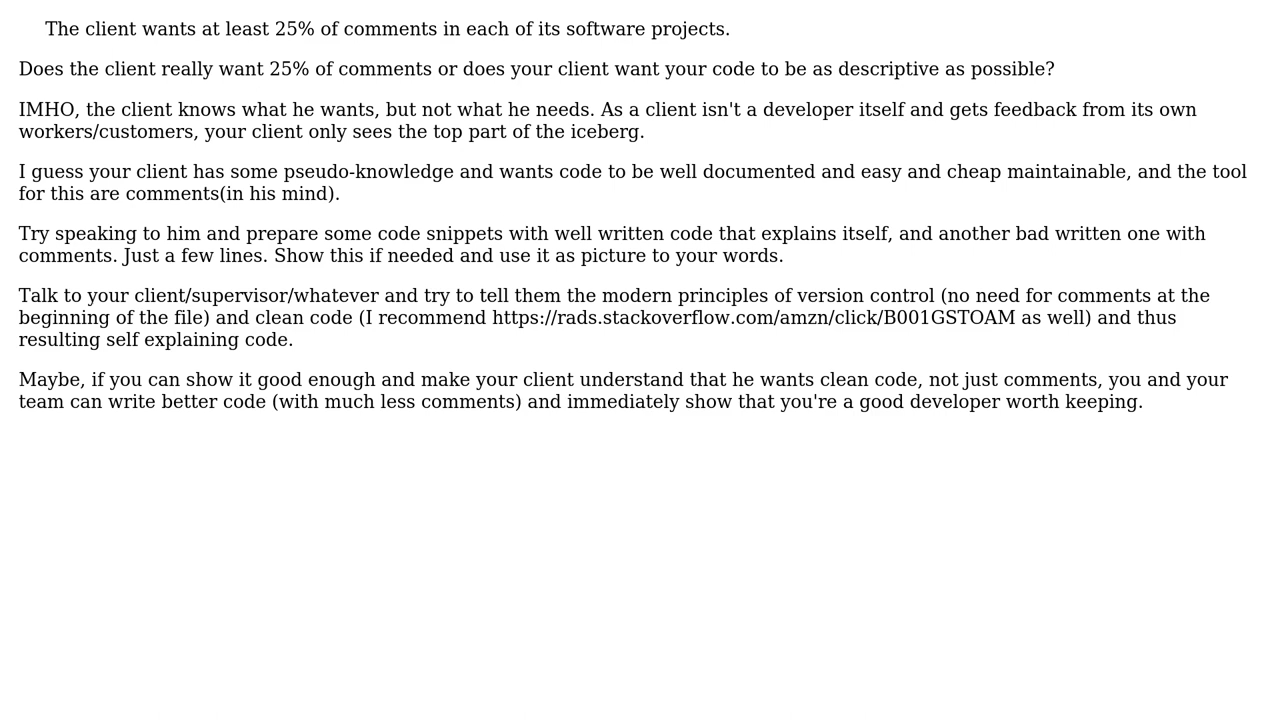 The client wants at least 25% of comments in each of its software projects.
Does the client really want 25% of comments or does your client want your code to be as descriptive as possible?
IMHO, the client knows what he wants, but not what he needs. As a client isn't a developer itself and gets feedback from its own
workers/customers, your client only sees the top part of the iceberg.
I guess your client has some pseudo-knowledge and wants code to be well documented and easy and cheap maintainable, and the tool
for this are comments(in his mind).
Try speaking to him and prepare some code snippets with well written code that explains itself, and another bad written one with
comments. Just a few lines. Show this if needed and use it as picture to your words.
Talk to your client/supervisor/whatever and try to tell them the modern principles of version control (no need for comments at the
beginning of the file) and clean code (I recommend https://rads.stackoverflow.com/amzn/click/B001GSTOAM as well) and thus
resulting self explaining code.
Maybe, if you can show it good enough and make your client understand that he wants clean code, not just comments, you and your
team can write better code (with much less comments) and immediately show that you're a good developer worth keeping.